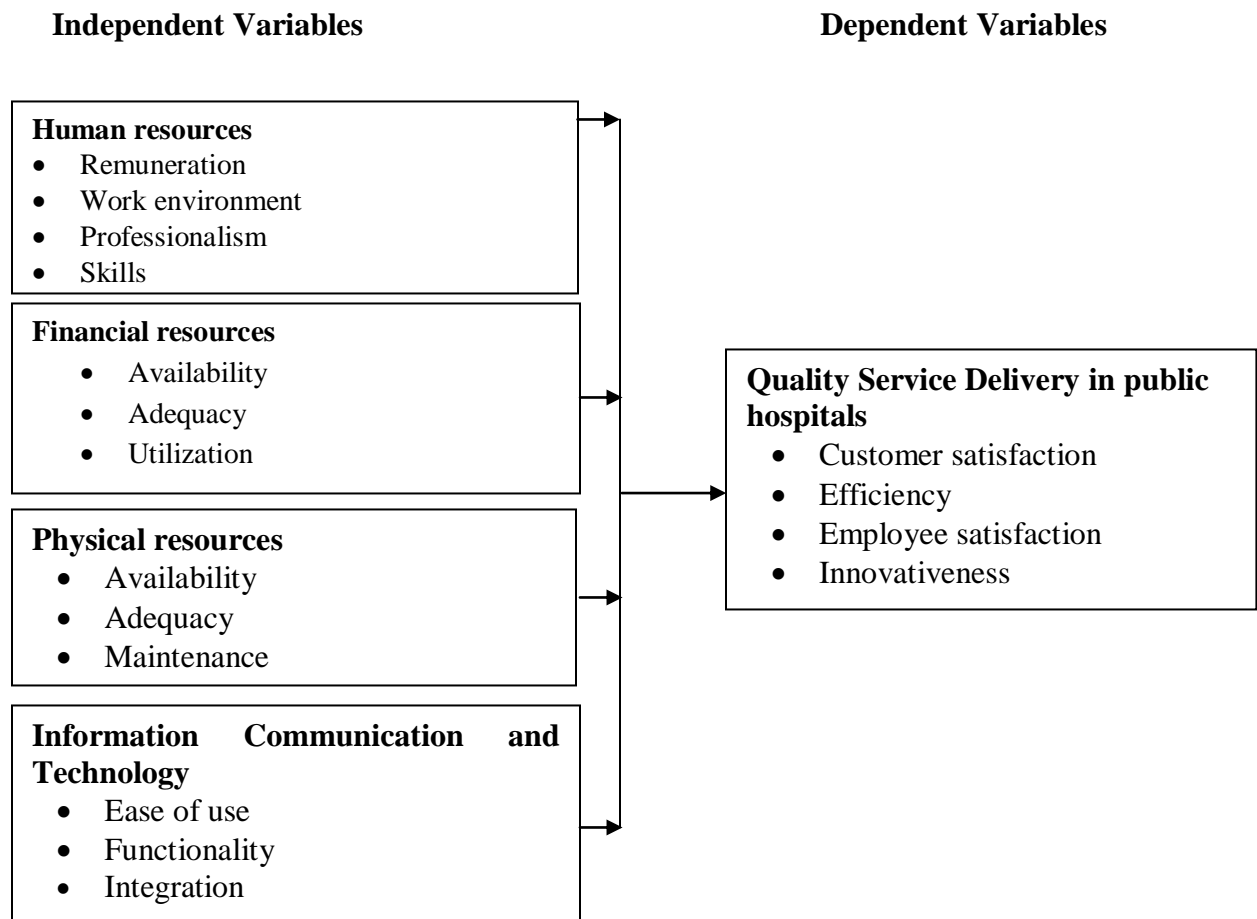 Independent Variables
Dependent Variables
Human resources
• Remuneration
• Work environment
• Professionalism
• Skills
Financial resources
• Availability
• Adequacy
• Utilization
Physical resources
• Availability
• Adequacy
• Maintenance
Information Communication and
Technology
• Ease of use
• Functionality
• Integration
Quality Service Delivery in public
hospitals
• Customer satisfaction
• Efficiency
• Employee satisfaction
• Innovativeness